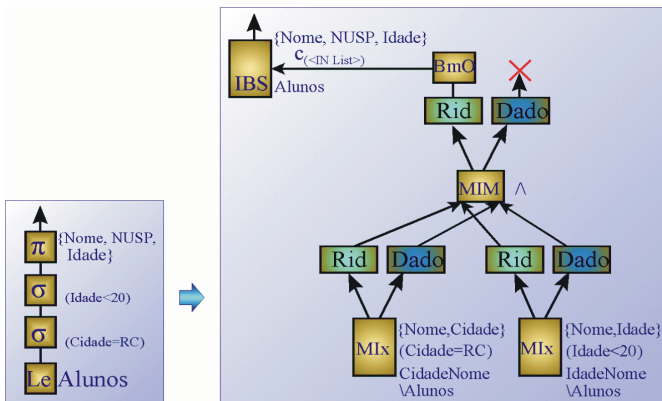 π
{Nome, NUSP,
Idade}
σ
(Idade<20)
σ
(Cidade=RC)
Le Alunos
{Nome, NUSP, Idade}
c(<IN List>)
IBS
Alunos
BmO
Rid
Dado
MIM
∧
Rid
Dado
Rid
Dado
MIx
{Nome,Cidade}
(Cidade=RC)
CidadeNome
\Alunos
MIx
{Nome,Idade}
(Idade<20)
IdadeNome
\Alunos